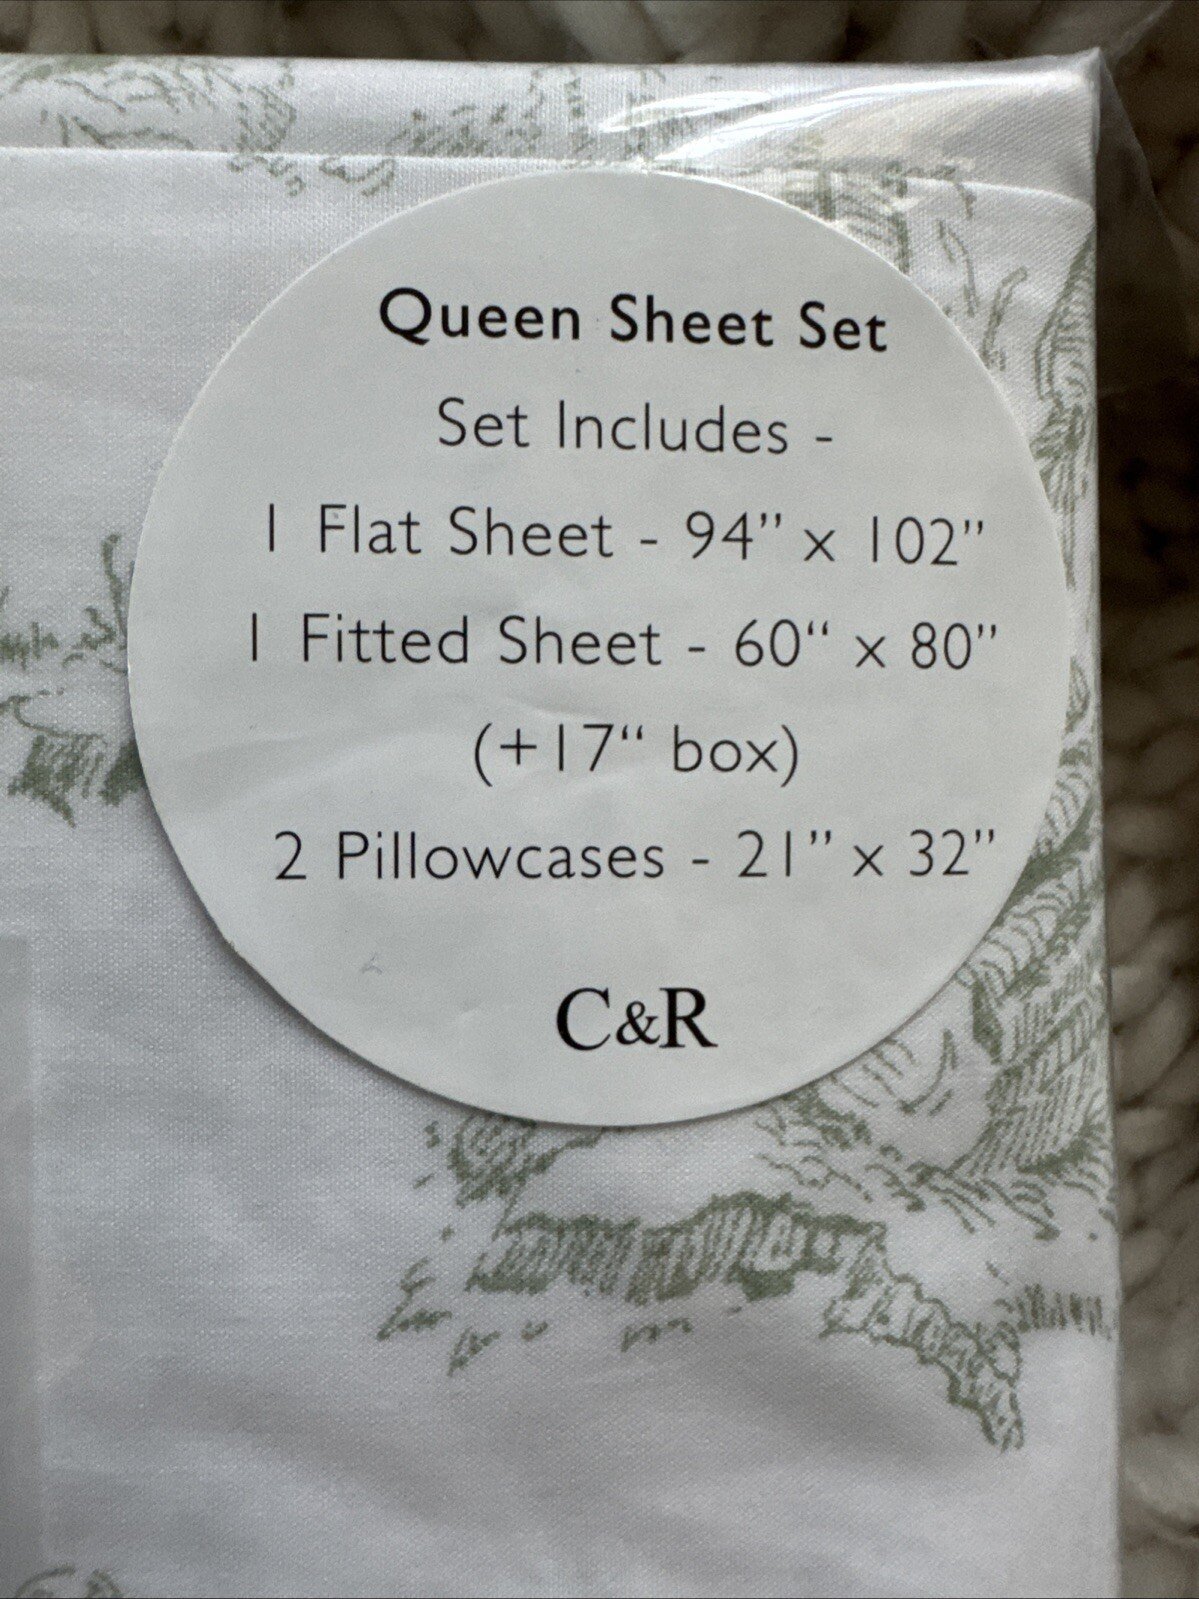 Queen Sheet Set
Set Includes -
1 Flat Sheet - 94” x 102”
1 Fitted Sheet - 60“ x 80”
(+17“ box)
2 Pillowcases - 21” x 32”
C&R